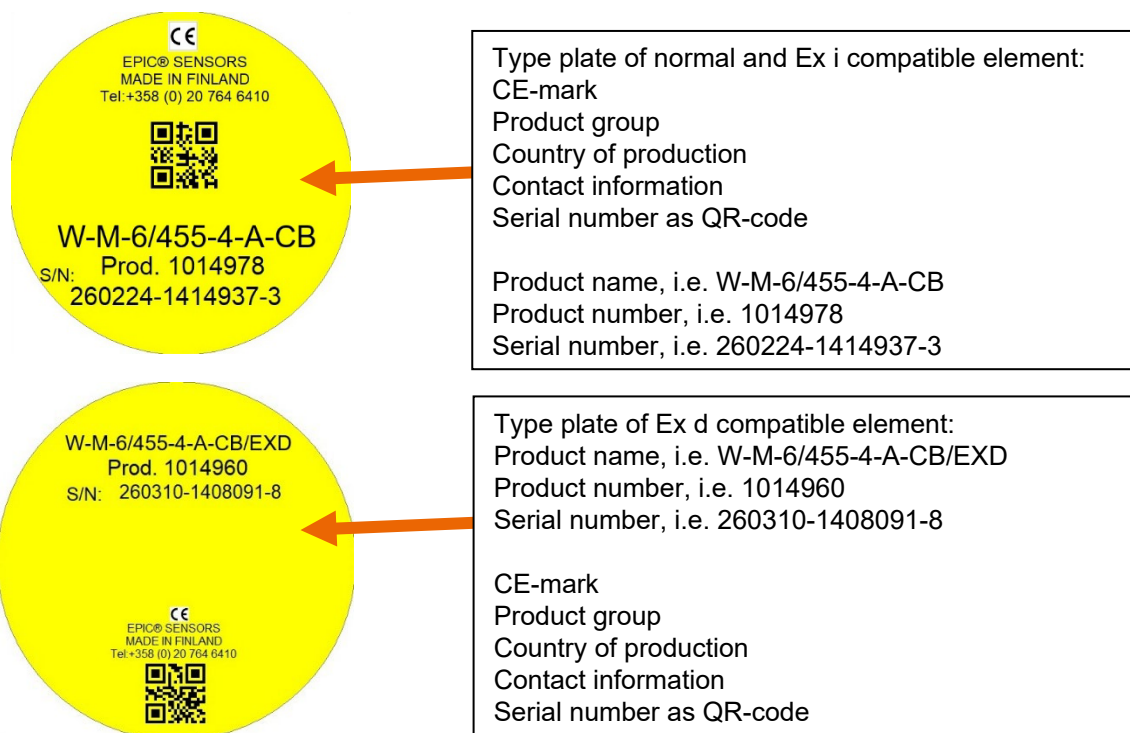 CE
EPIC® SENSORS
MADE IN FINLAND
Tel:+358 (0) 20 764 6410
W-M-6/455-4-A-CB
Prod. 1014978
S/N:
260224-1414937-3
Type plate of normal and Ex i compatible element:
CE-mark
Product group
Country of production
Contact information
Serial number as QR-code
Product name, i.e. W-M-6/455-4-A-CB
Product number, i.e. 1014978
Serial number, i.e. 260224-1414937-3
W-M-6/455-4-A-CB/EXD
Prod. 1014960
S/N: 260310-1408091-8
CE
EPIC® SENSORS
MADE IN FINLAND
Tel:+358 (0) 20 764 6410
Type plate of Ex d compatible element:
Product name, i.e. W-M-6/455-4-A-CB/EXD
Product number, i.e. 1014960
Serial number, i.e. 260310-1408091-8
CE-mark
Product group
Country of production
Contact information
Serial number as QR-code